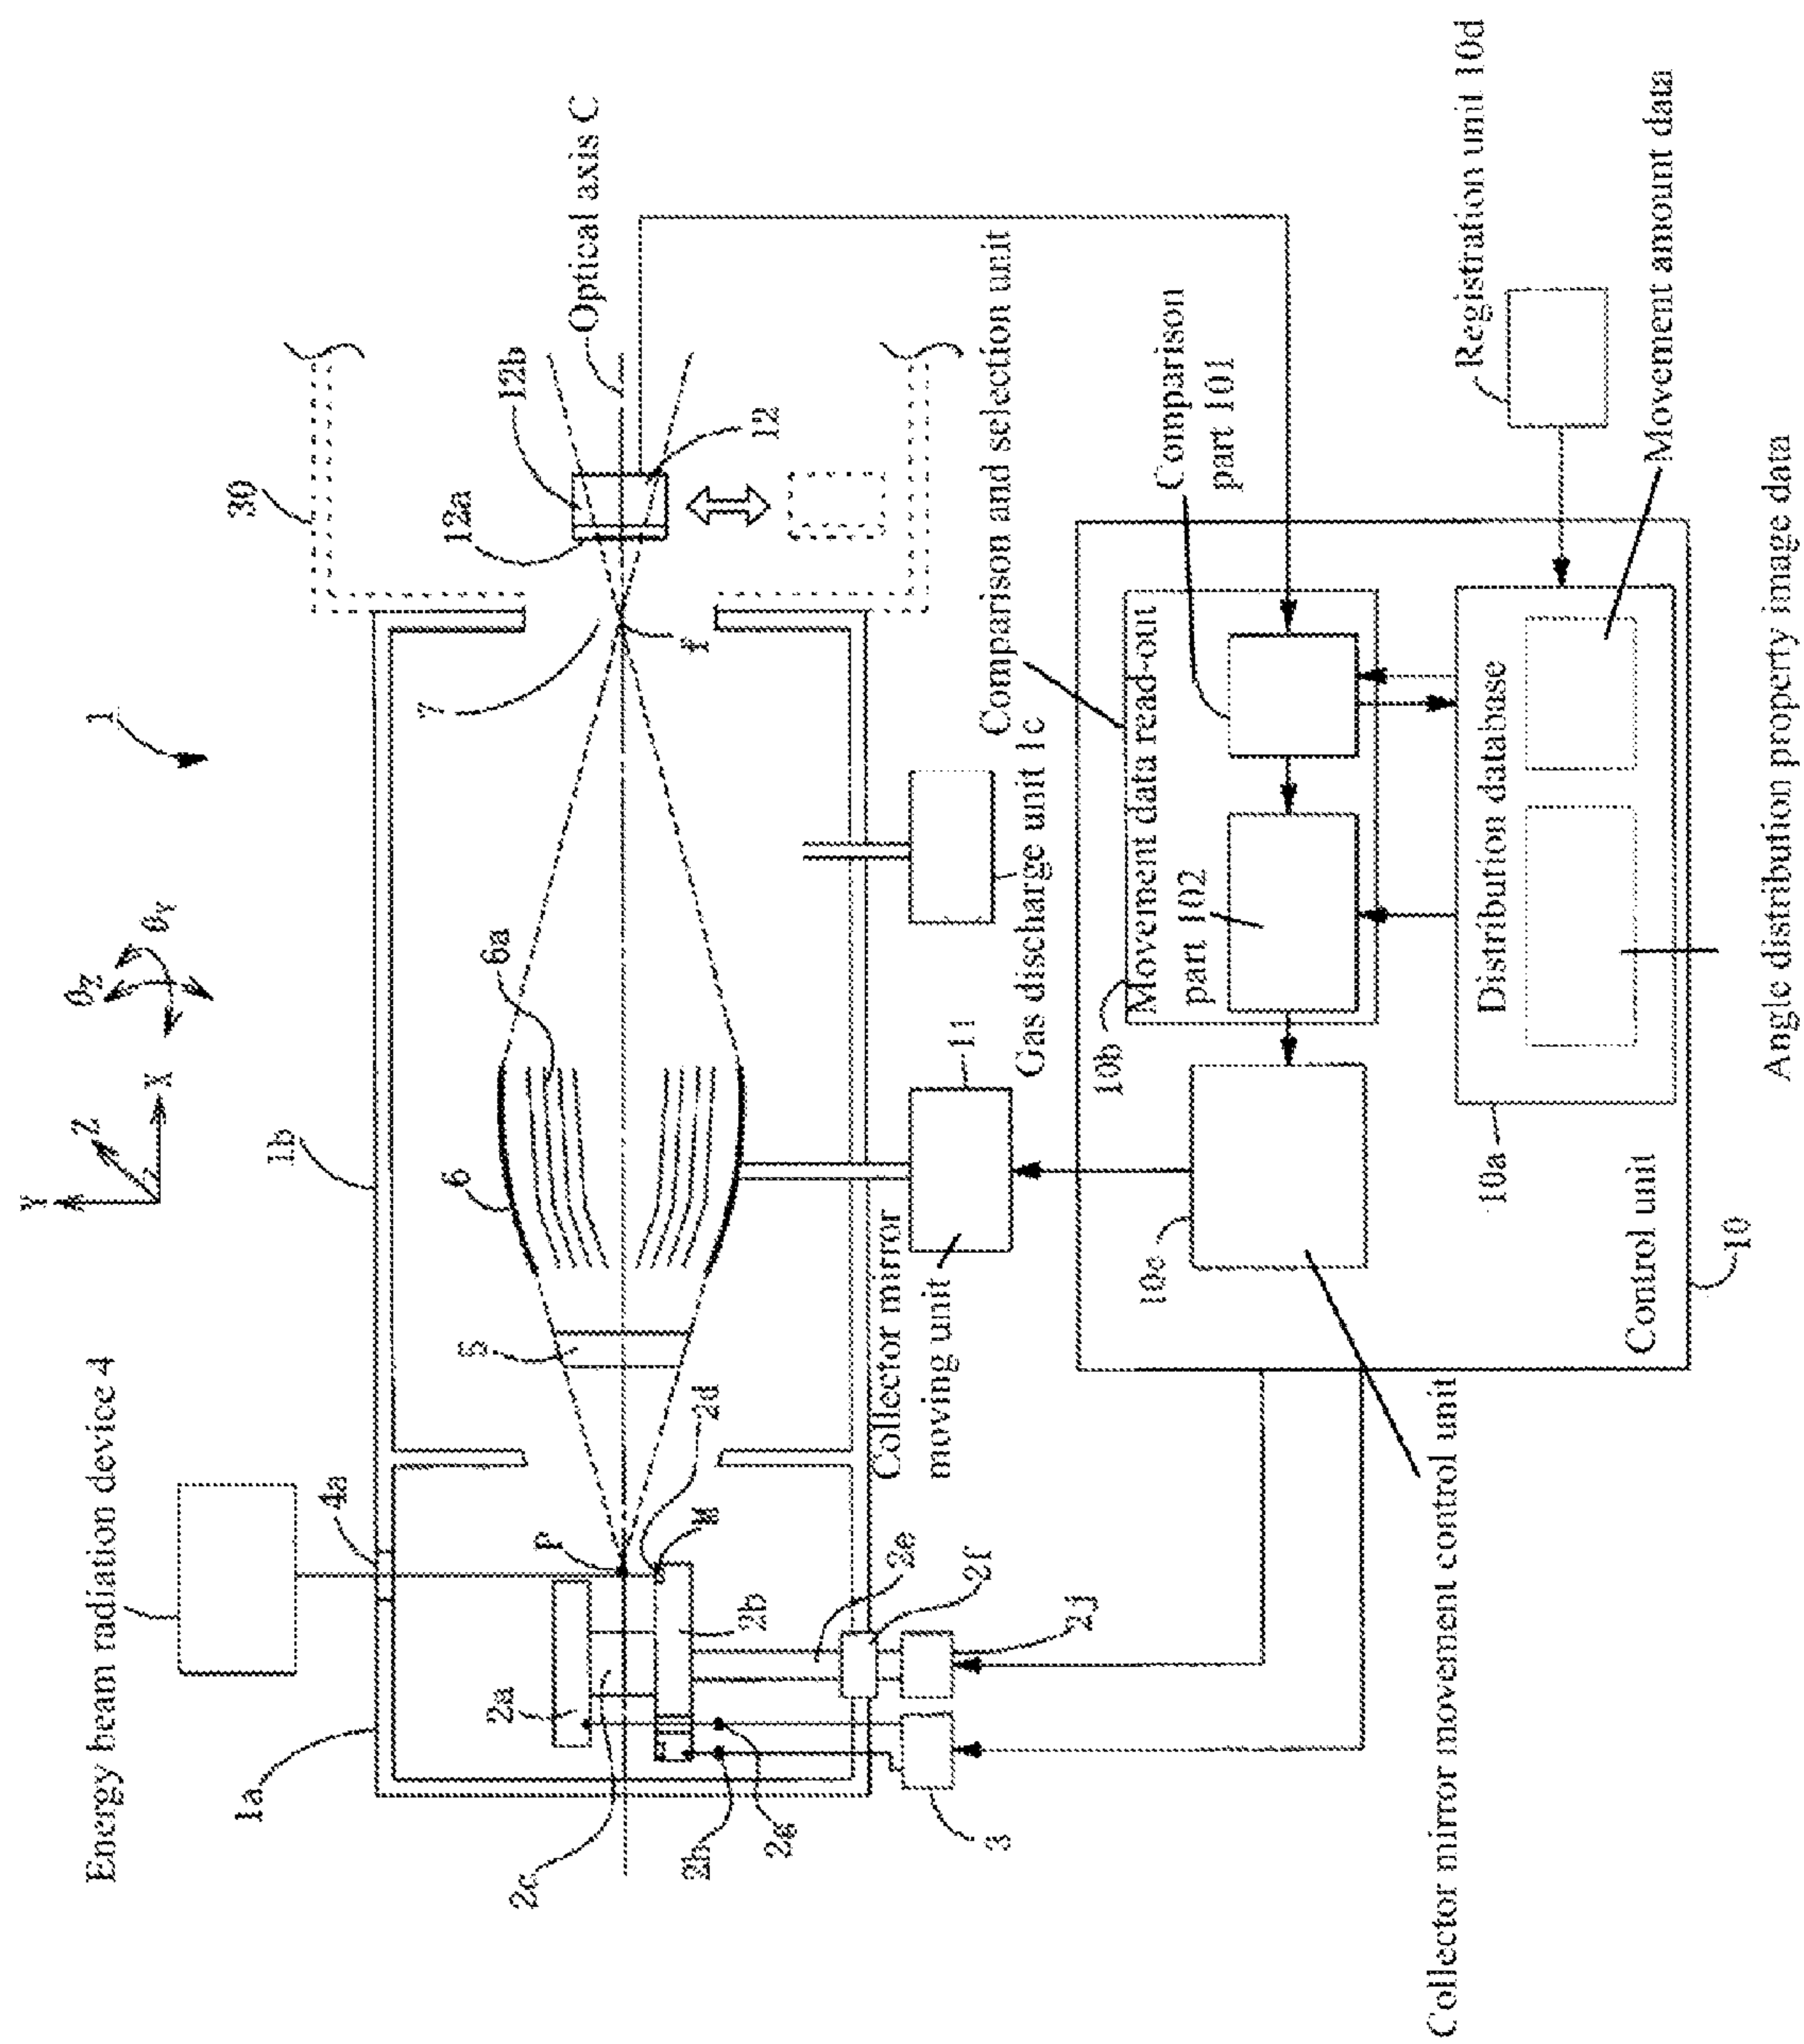 1
Y
Z
X
θZ
θY
Energy beam radiation device 4
1a
4a
1b
30
2c
2a
P
2d
M
5
6
6a
7
f
12a
12b
12
Optical axis C
2h
2g
2b
2e
2f
2j
3
Collector mirror
moving unit
11
Gas discharge unit 1c
Comparison and selection unit
10b
Movement data read-out
part 102
Comparison
part 101
10c
Distribution database
10a
Control unit
10
Registration unit 10d
Movement amount data
Angle distribution property image data
Collector mirror movement control unit